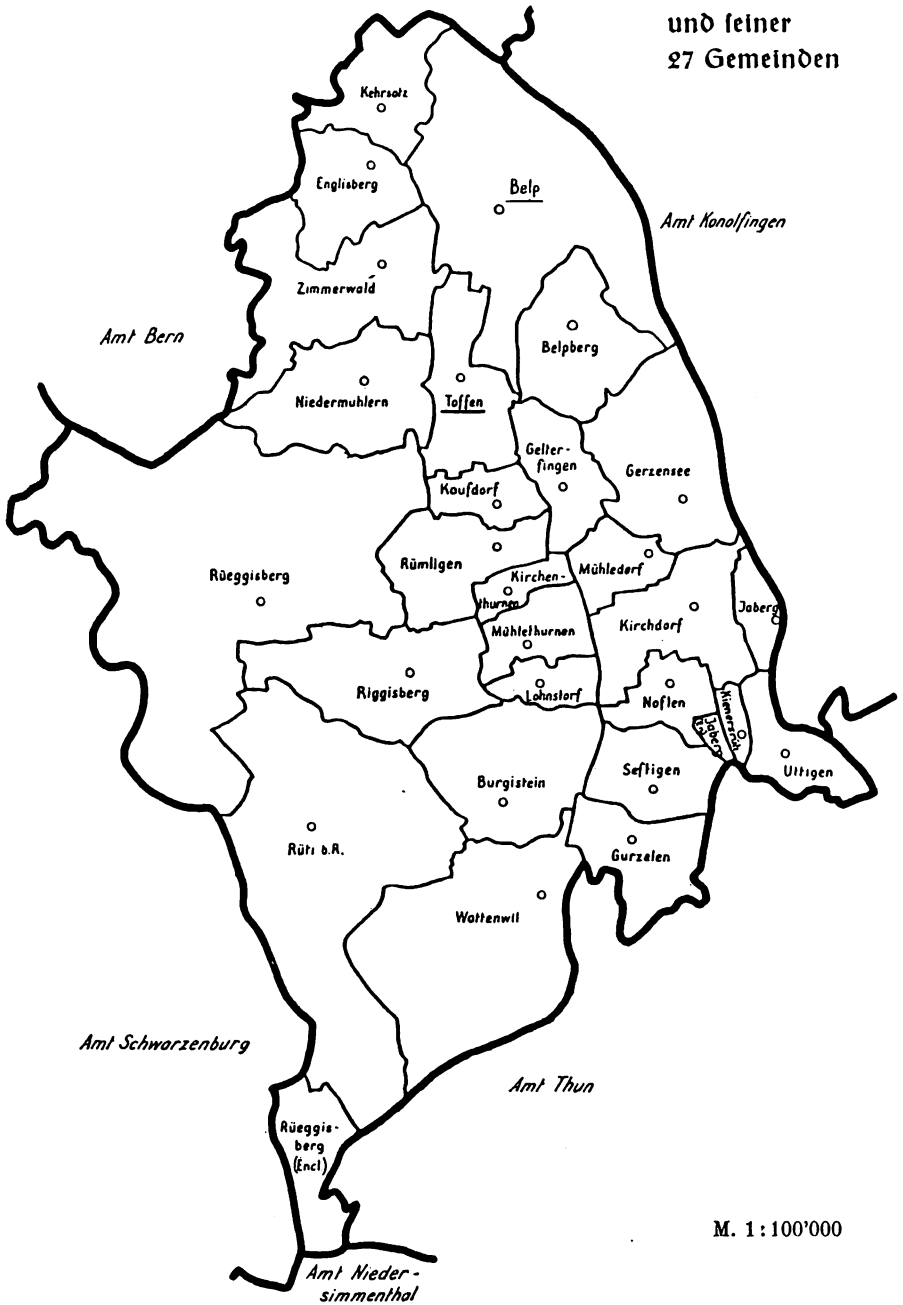 und seiner
27 Gemeinden
Kehrsatz
Englisberg
Belp
Amt Konolfingen
Zimmerwald
Amt Bern
Belpberg
Niedermuhlern
Toffen
Gelter-
fingen
Gerzensee
Kaufdorf
Rümligen
Mühledorf
Kirchen-
thurnen
Rüeggisberg
Jaberg
Kirchdorf
Mühlethurnen
Riggisberg
Lohnstorf
Noflen
Kienersrüti
Jaberg
Uttigen
Seftigen
Burgistein
Rüti b.R.
Gurzelen
Wattenwil
Amt Schwarzenburg
Amt Thun
Rüeggis-
berg
(Encl)
M. 1:100'000
Amt Nieder-
simmenthal